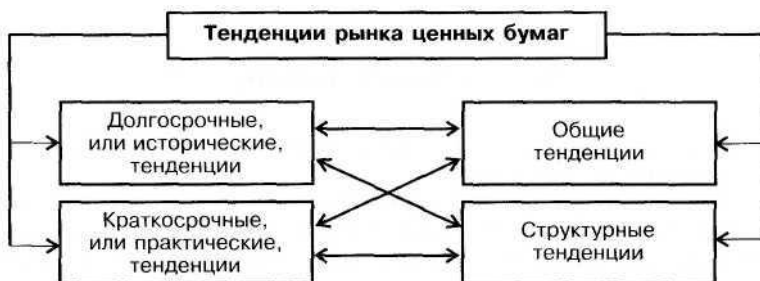 Тенденции рынка ценных бумаг
Долгосрочные,
или исторические,
тенденции
Общие
тенденции
Краткосрочные,
или практические,
тенденции
Структурные
тенденции